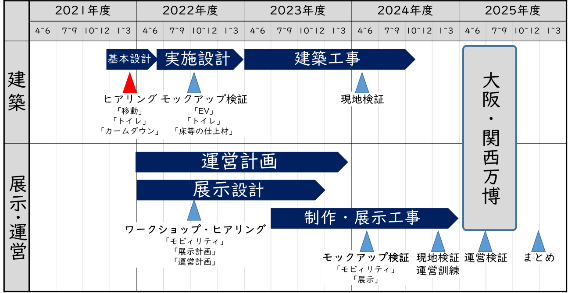 2021年度 2022年度 2023年度 2024年度 2025年度
4~6 7~9 10~12 1~3 4~6 7~9 10~12 1~3 4~6 7~9 10~12 1~3 4~6 7~9 10~12 1~3 4~6 7~9 10~12 1~3
建築
基本設計 実施設計 建築工事
ヒアリング
「移動」
「トイレ」
「カームダウン」
モックアップ検証
「EV」
「トイレ」
「床等の仕上材」
現地検証
大阪・関西万博
展示・運営
運営計画
展示設計
制作・展示工事
ワークショップ・ヒアリング
「モビィリティ」
「展示計画」
「運営計画」
モックアップ検証
「モビィリティ」
「展示」
現地検証
運営訓練
運営検証
まとめ